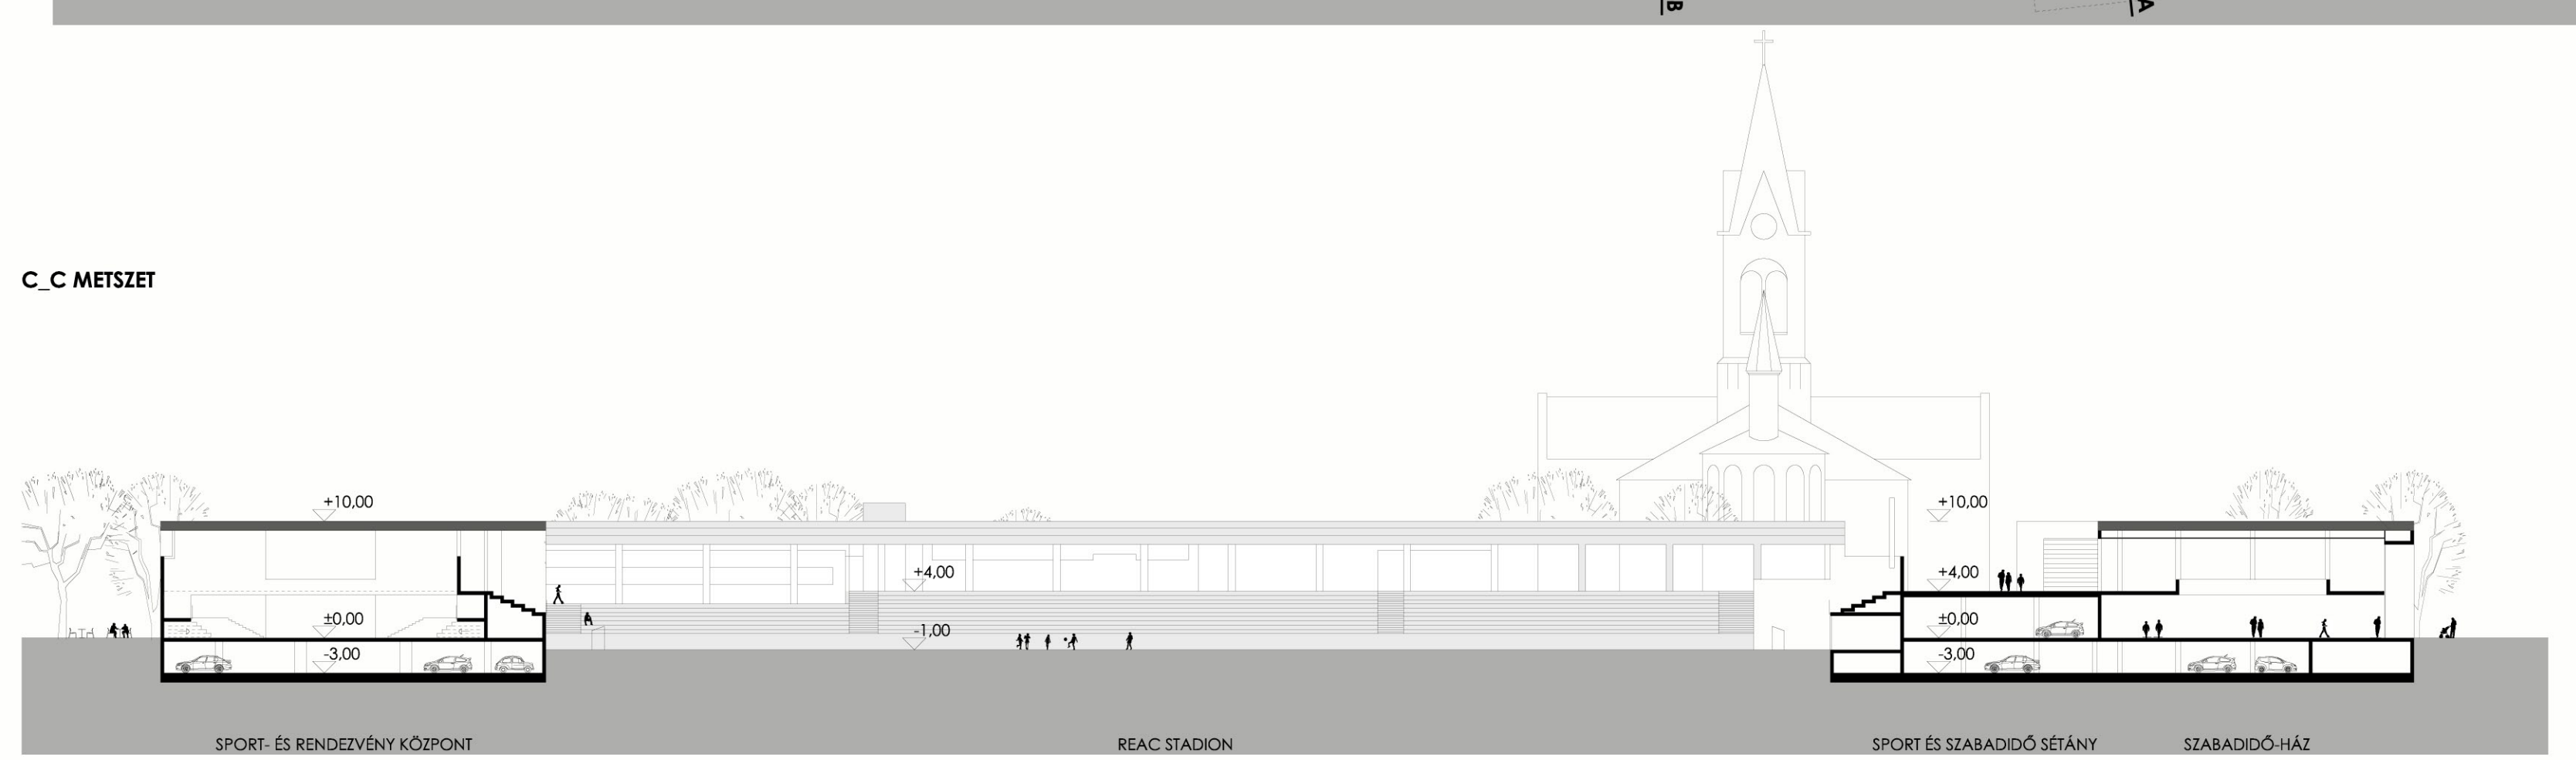 B
A
C_C METSZET
+10,00
+10,00
+4,00
+4,00
±0,00
±0,00
-1,00
-3,00
-3,00
SPORT- ÉS RENDEZVÉNY KÖZPONT
REAC STADION
SPORT ÉS SZABADIDŐ SÉTÁNY
SZABADIDŐ-HÁZ